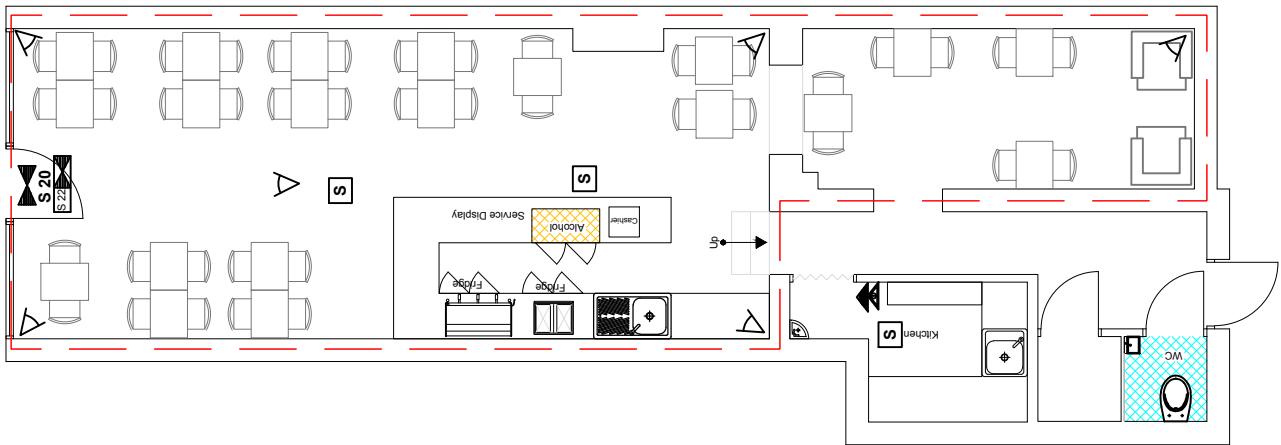 S 20
S 22
S
S
Service Display
Alcohol
Cashier
Up
Fridge
Fridge
S
Kitchen
WC